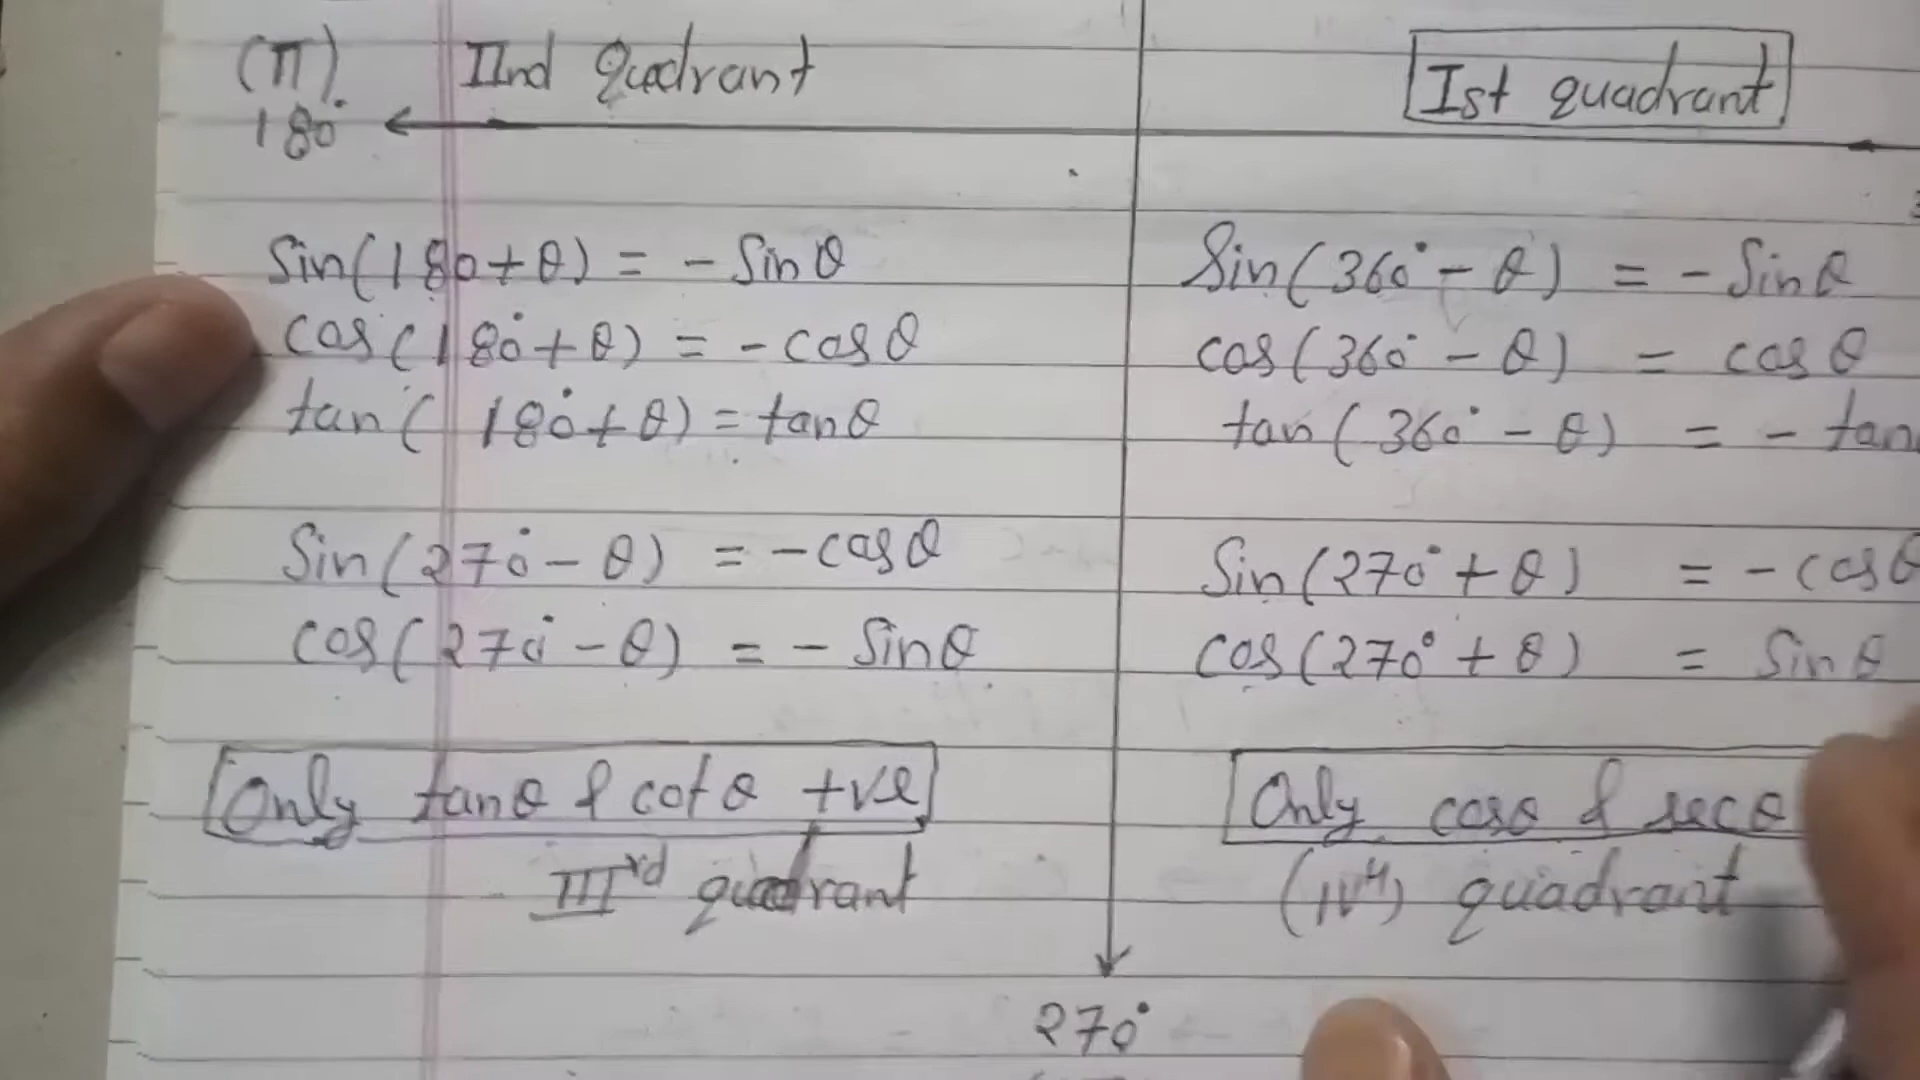 (π) IInd Quadrant
Ist quadrant
180°
Sin(180+θ) = - Sinθ
cos(180°+θ) = - cosθ
tan(180°+θ) = tanθ
Sin(270°- θ) = - cosθ
cos(270°- θ) = - Sinθ
Only tanθ & cotθ +ve
IIIrd quadrant
Sin(360°- θ) = - Sinθ
cos(360°- θ) = cosθ
tan(360°- θ) = - tan
Sin(270°+ θ) = - cosθ
cos(270°+ θ) = Sinθ
Only cosθ & secθ
(IVth) quadrant
270°